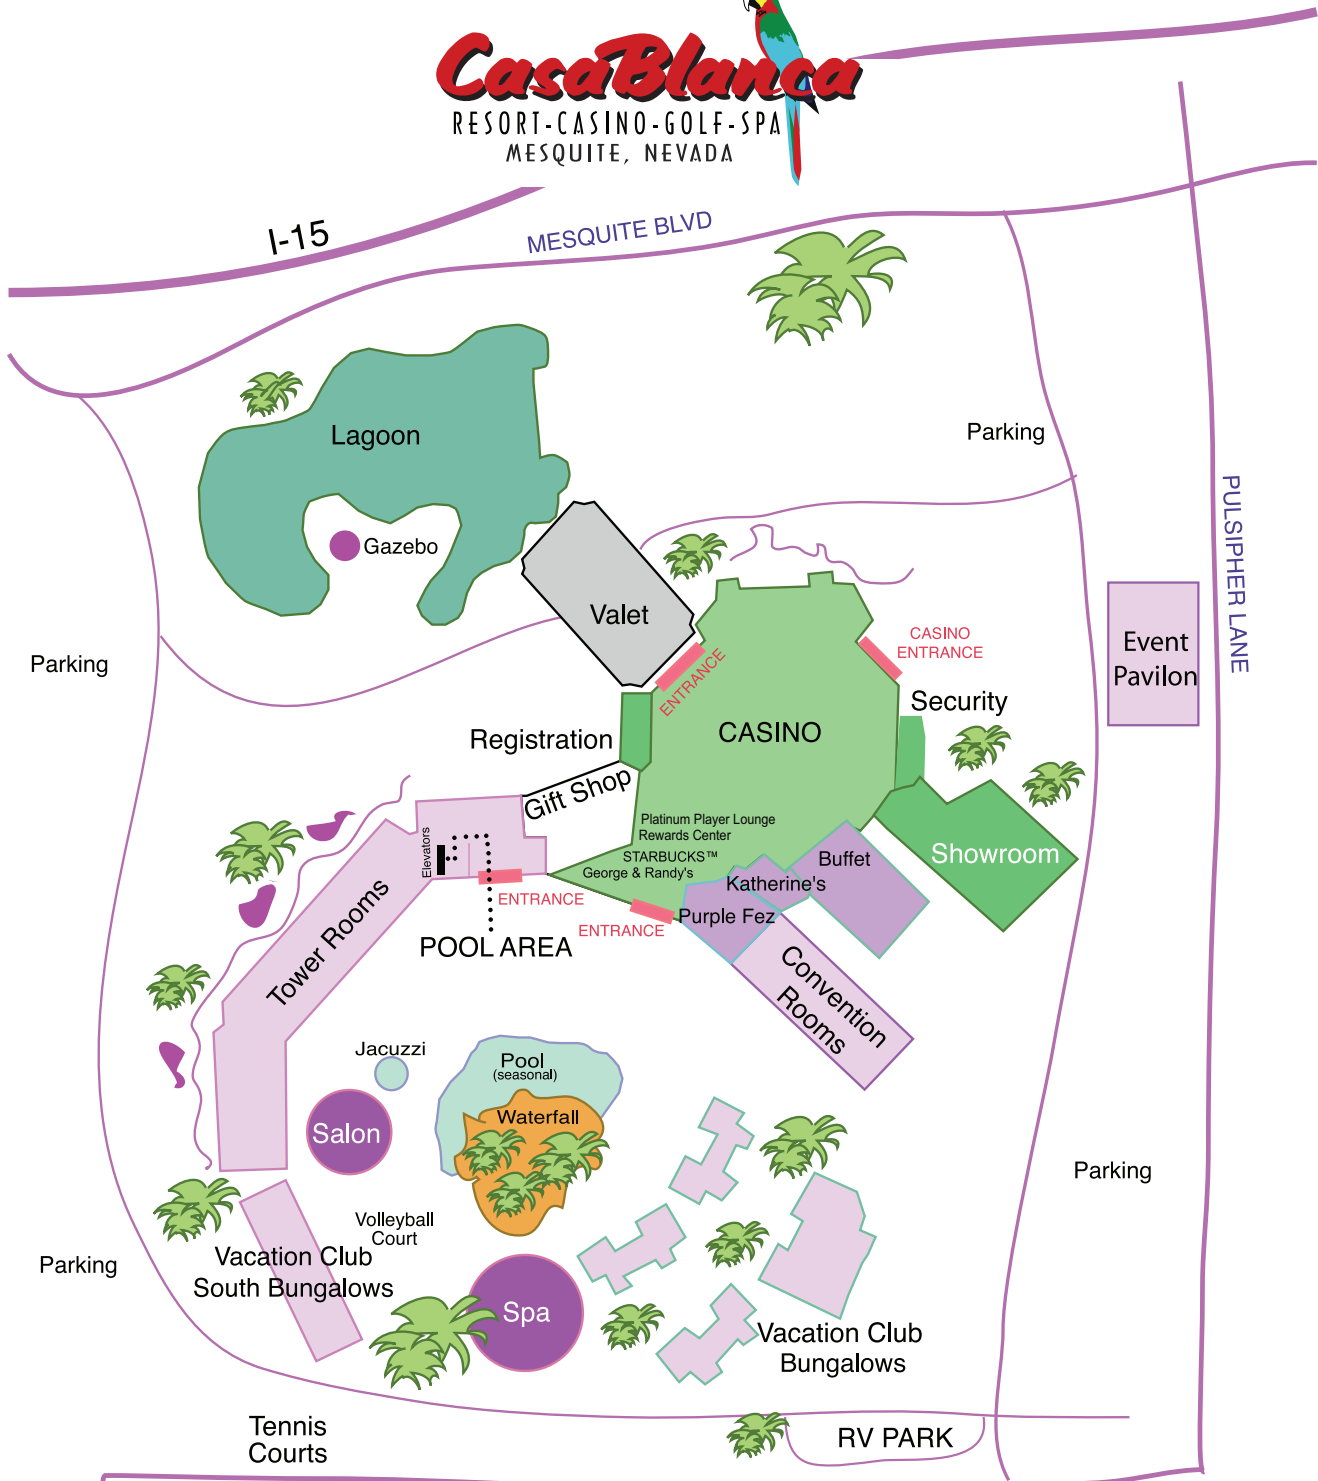 CasaBlanca
RESORT-CASINO-GOLF-SPA
MESQUITE, NEVADA
I-15
MESQUITE BLVD
Lagoon
Parking
PULSIPHER LANE
Gazebo
Valet
CASINO
ENTRANCE
Event
Pavilon
Parking
ENTRANCE
Security
Registration
CASINO
Gift Shop
Platinum Player Lounge
Rewards Center
STARBUCKS™
George & Randy's
Elevators
Buffet
Showroom
Katherine's
ENTRANCE
Purple Fez
ENTRANCE
POOL AREA
Tower Rooms
Convention
Rooms
Jacuzzi
Pool
(seasonal)
Waterfall
Salon
Parking
Volleyball
Court
Vacation Club
South Bungalows
Parking
Spa
Vacation Club
Bungalows
Tennis
Courts
RV PARK